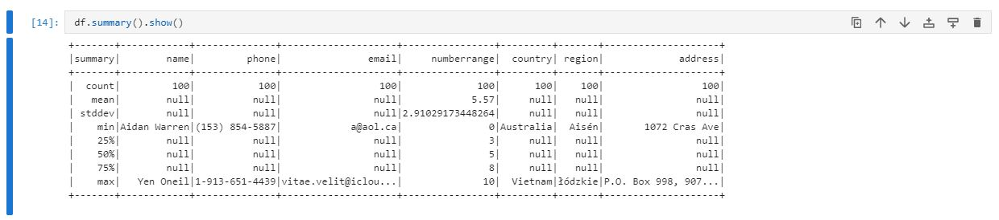 [14]: df.summary().show()
+-------+------------+--------------+--------------------+----------------+---------+-------+--------------------+
|summary|        name|         phone|               email|     numberrange|  country| region|             address|
+-------+------------+--------------+--------------------+----------------+---------+-------+--------------------+
|  count|         100|           100|                 100|             100|      100|    100|                 100|
|   mean|        null|          null|                null|            5.57|     null|   null|                null|
| stddev|        null|          null|                null|2.91029173448264|     null|   null|                null|
|    min|Aidan Warren|(153) 854-5887|            a@aol.ca|               0|Australia|  Aisén|       1072 Cras Ave|
|    25%|        null|          null|                null|               3|     null|   null|                null|
|    50%|        null|          null|                null|               5|     null|   null|                null|
|    75%|        null|          null|                null|               8|     null|   null|                null|
|    max|   Yen Oneil|1-913-651-4439|vitae.velit@iclou...|              10|  Vietnam|łódzkie|P.O. Box 998, 907...|
+-------+------------+--------------+--------------------+----------------+---------+-------+--------------------+